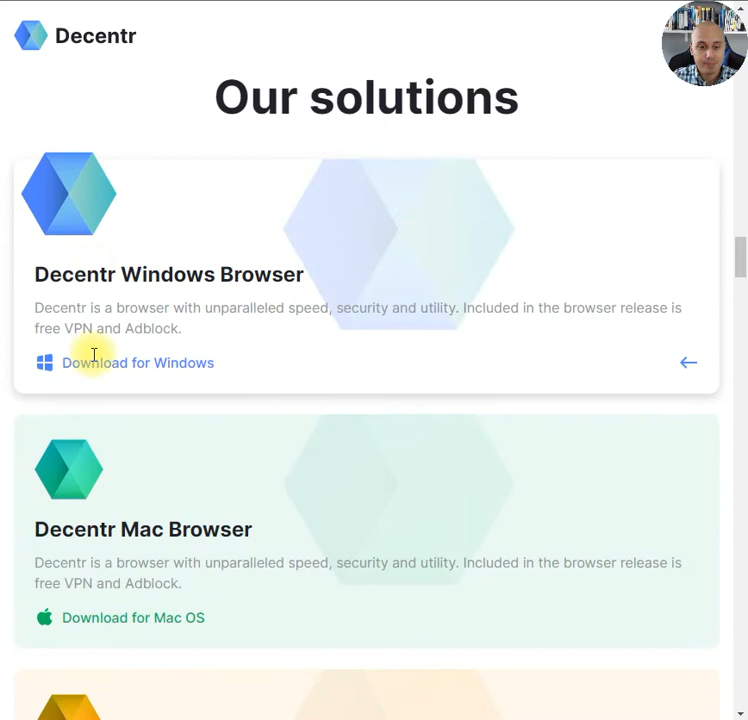 Decentr
Our solutions
Decentr Windows Browser
Decentr is a browser with unparalleled speed, security and utility. Included in the browser release is
free VPN and Adblock.
Download for Windows
Decentr Mac Browser
Decentr is a browser with unparalleled speed, security and utility. Included in the browser release is
free VPN and Adblock.
Download for Mac OS